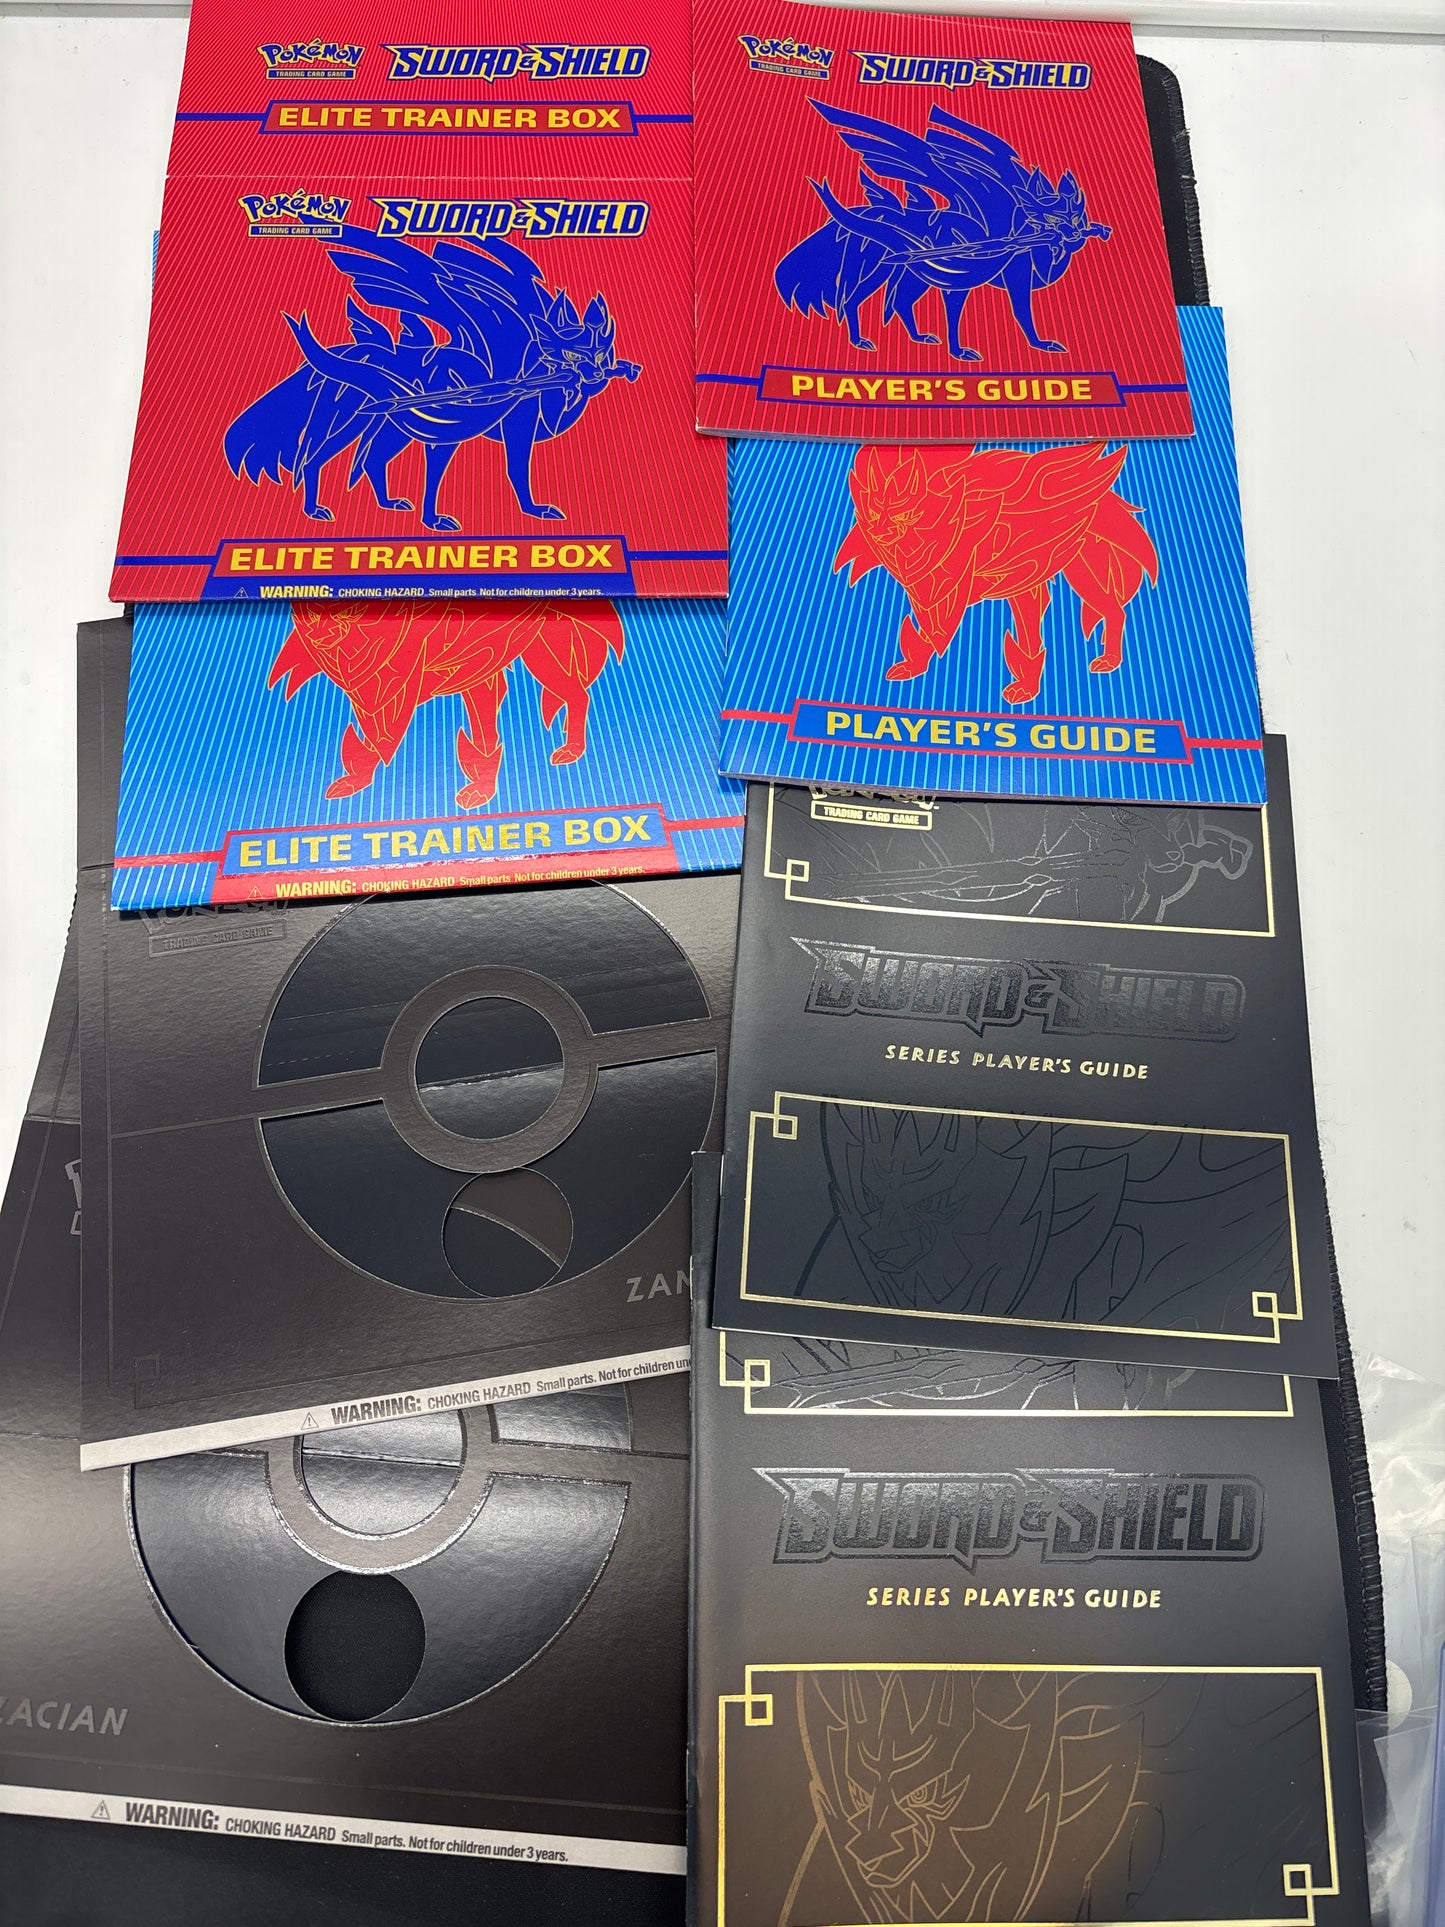 Pokémon
TRADING CARD GAME
SWORD & SHIELD
ELITE TRAINER BOX
Pokémon
TRADING CARD GAME
SWORD & SHIELD
ELITE TRAINER BOX
WARNING: CHOKING HAZARD Small parts. Not for children under 3 years.
Pokémon
TRADING CARD GAME
SWORD & SHIELD
PLAYER'S GUIDE
PLAYER'S GUIDE
ELITE TRAINER BOX
WARNING: CHOKING HAZARD Small parts. Not for children under 3 years.
TRADING CARD GAME
SWORD & SHIELD
SERIES PLAYER'S GUIDE
TRADING CARD GAME
ZAM
WARNING: CHOKING HAZARD Small parts. Not for children un
SWORD & SHIELD
SERIES PLAYER'S GUIDE
ZACIAN
WARNING: CHOKING HAZARD Small parts. Not for children under 3 years.